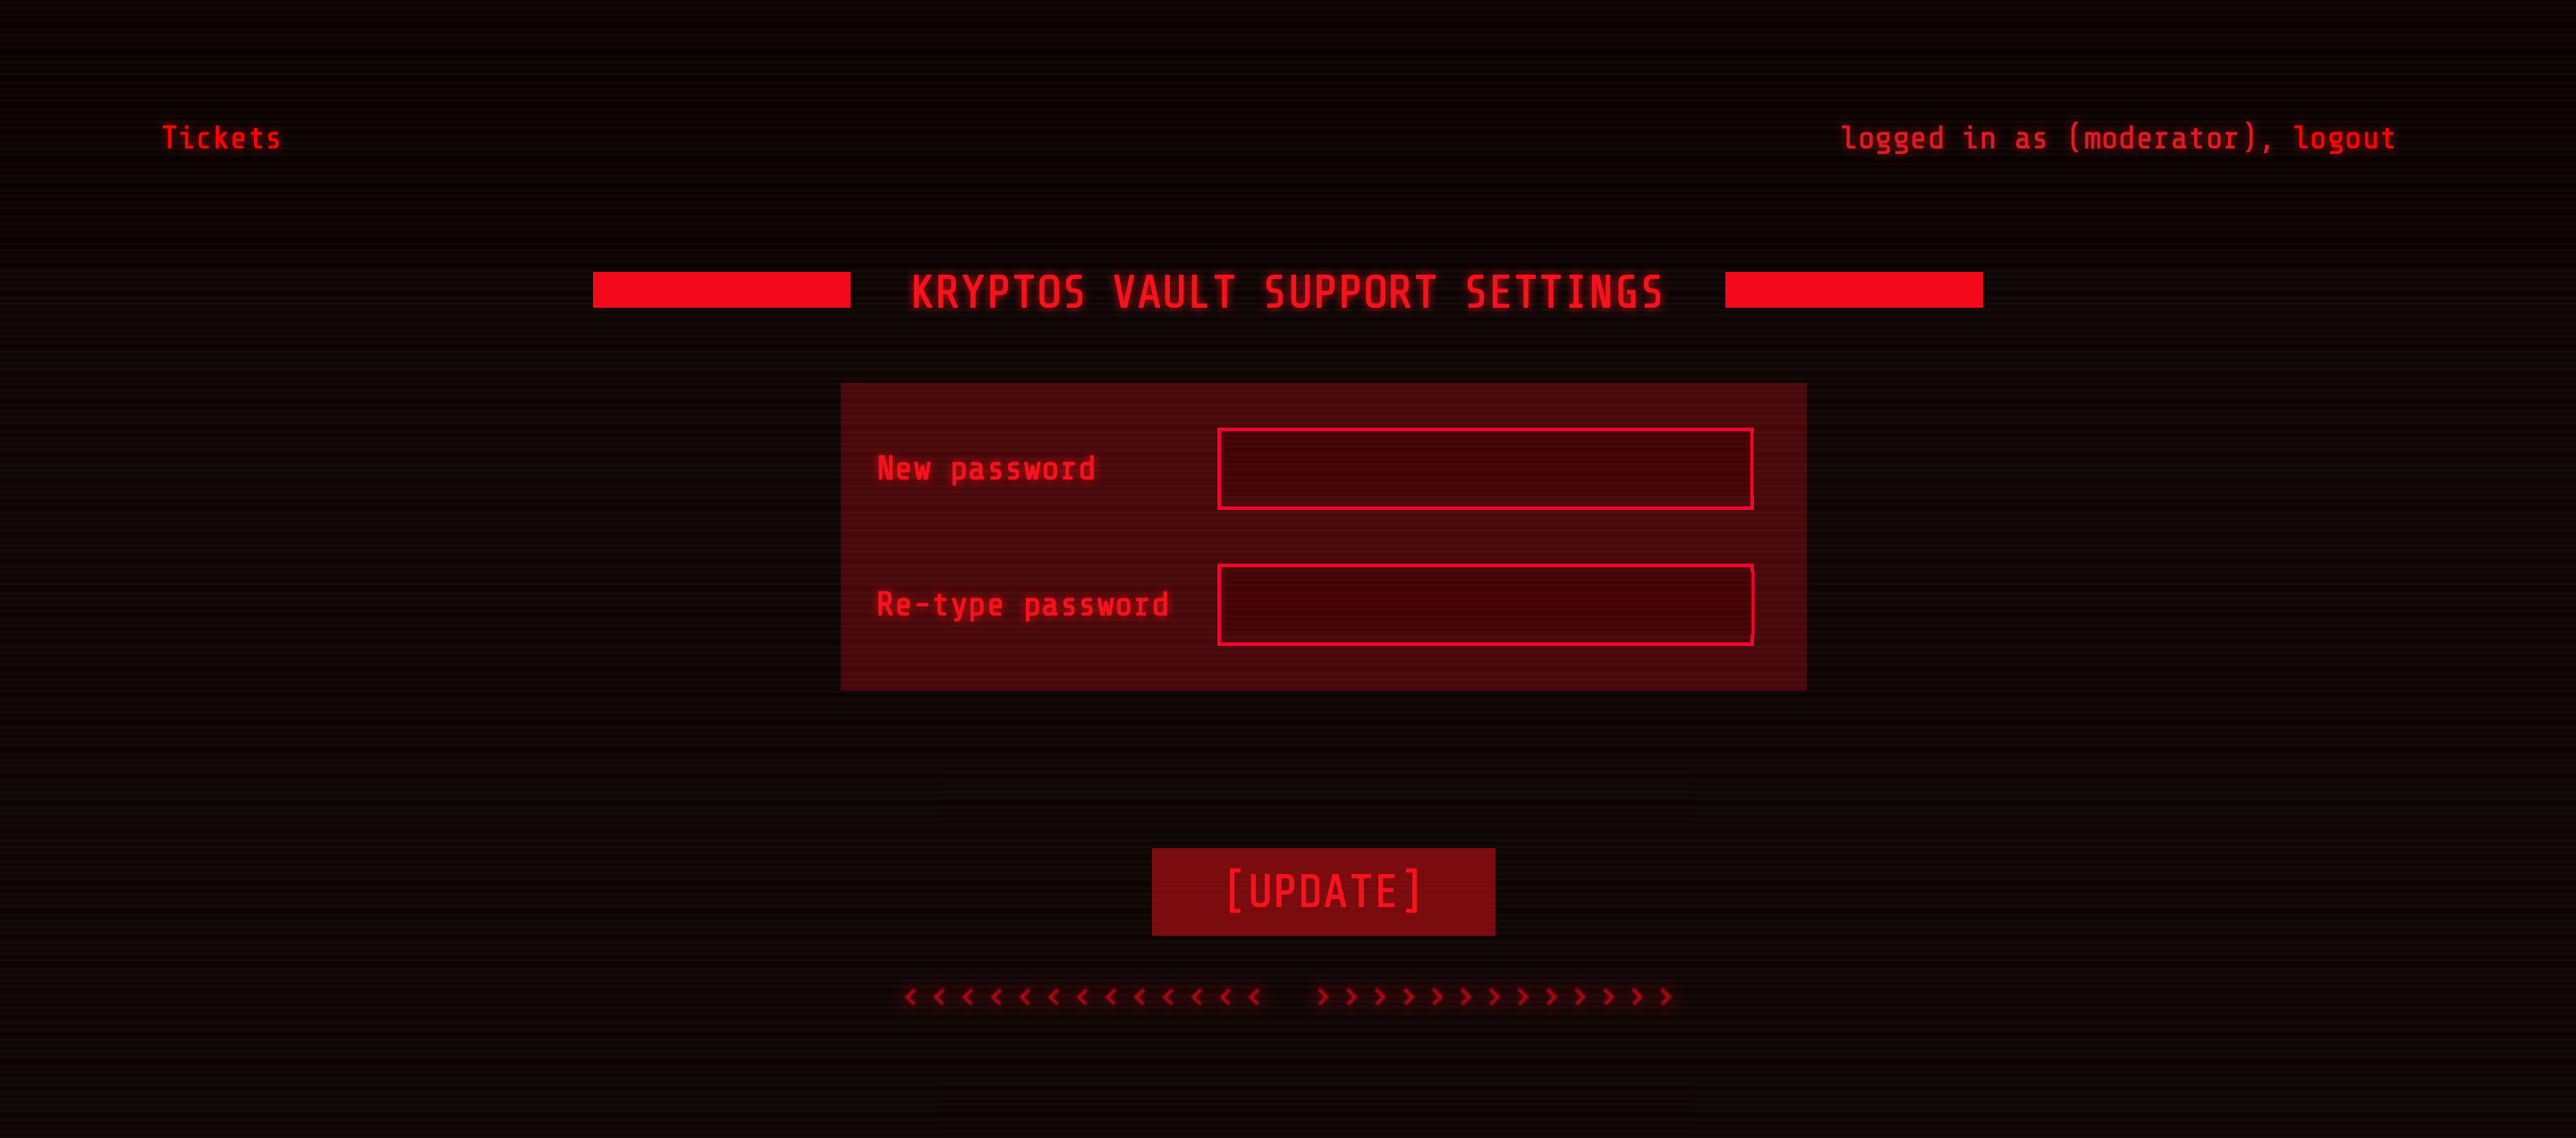 Tickets
logged in as (moderator), logout
KRYPTOS VAULT SUPPORT SETTINGS
New password
Re-type password
[UPDATE]
‹ ‹ ‹ ‹ ‹ ‹ ‹ ‹ ‹ ‹ ‹ ‹ ‹ › › › › › › › › › › › › ›